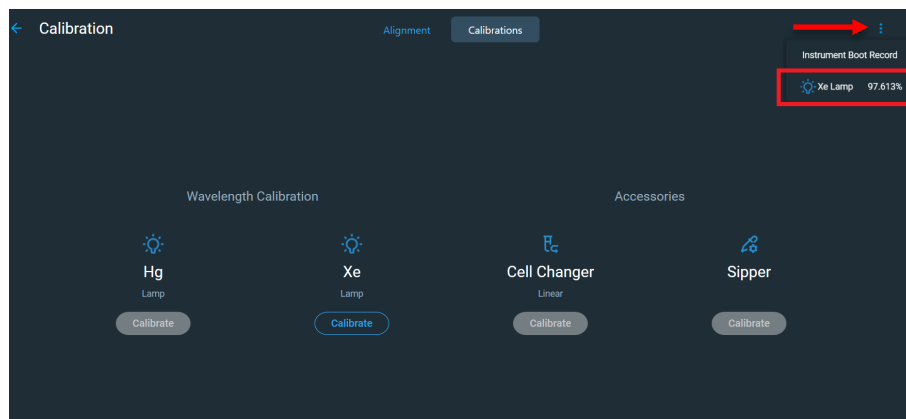 Calibration
Alignment
Calibrations
Instrument Boot Record
Xe Lamp 97.613%
Wavelength Calibration
Accessories
Hg
Xe
Cell Changer
Sipper
Lamp
Lamp
Linear
Calibrate
Calibrate
Calibrate
Calibrate